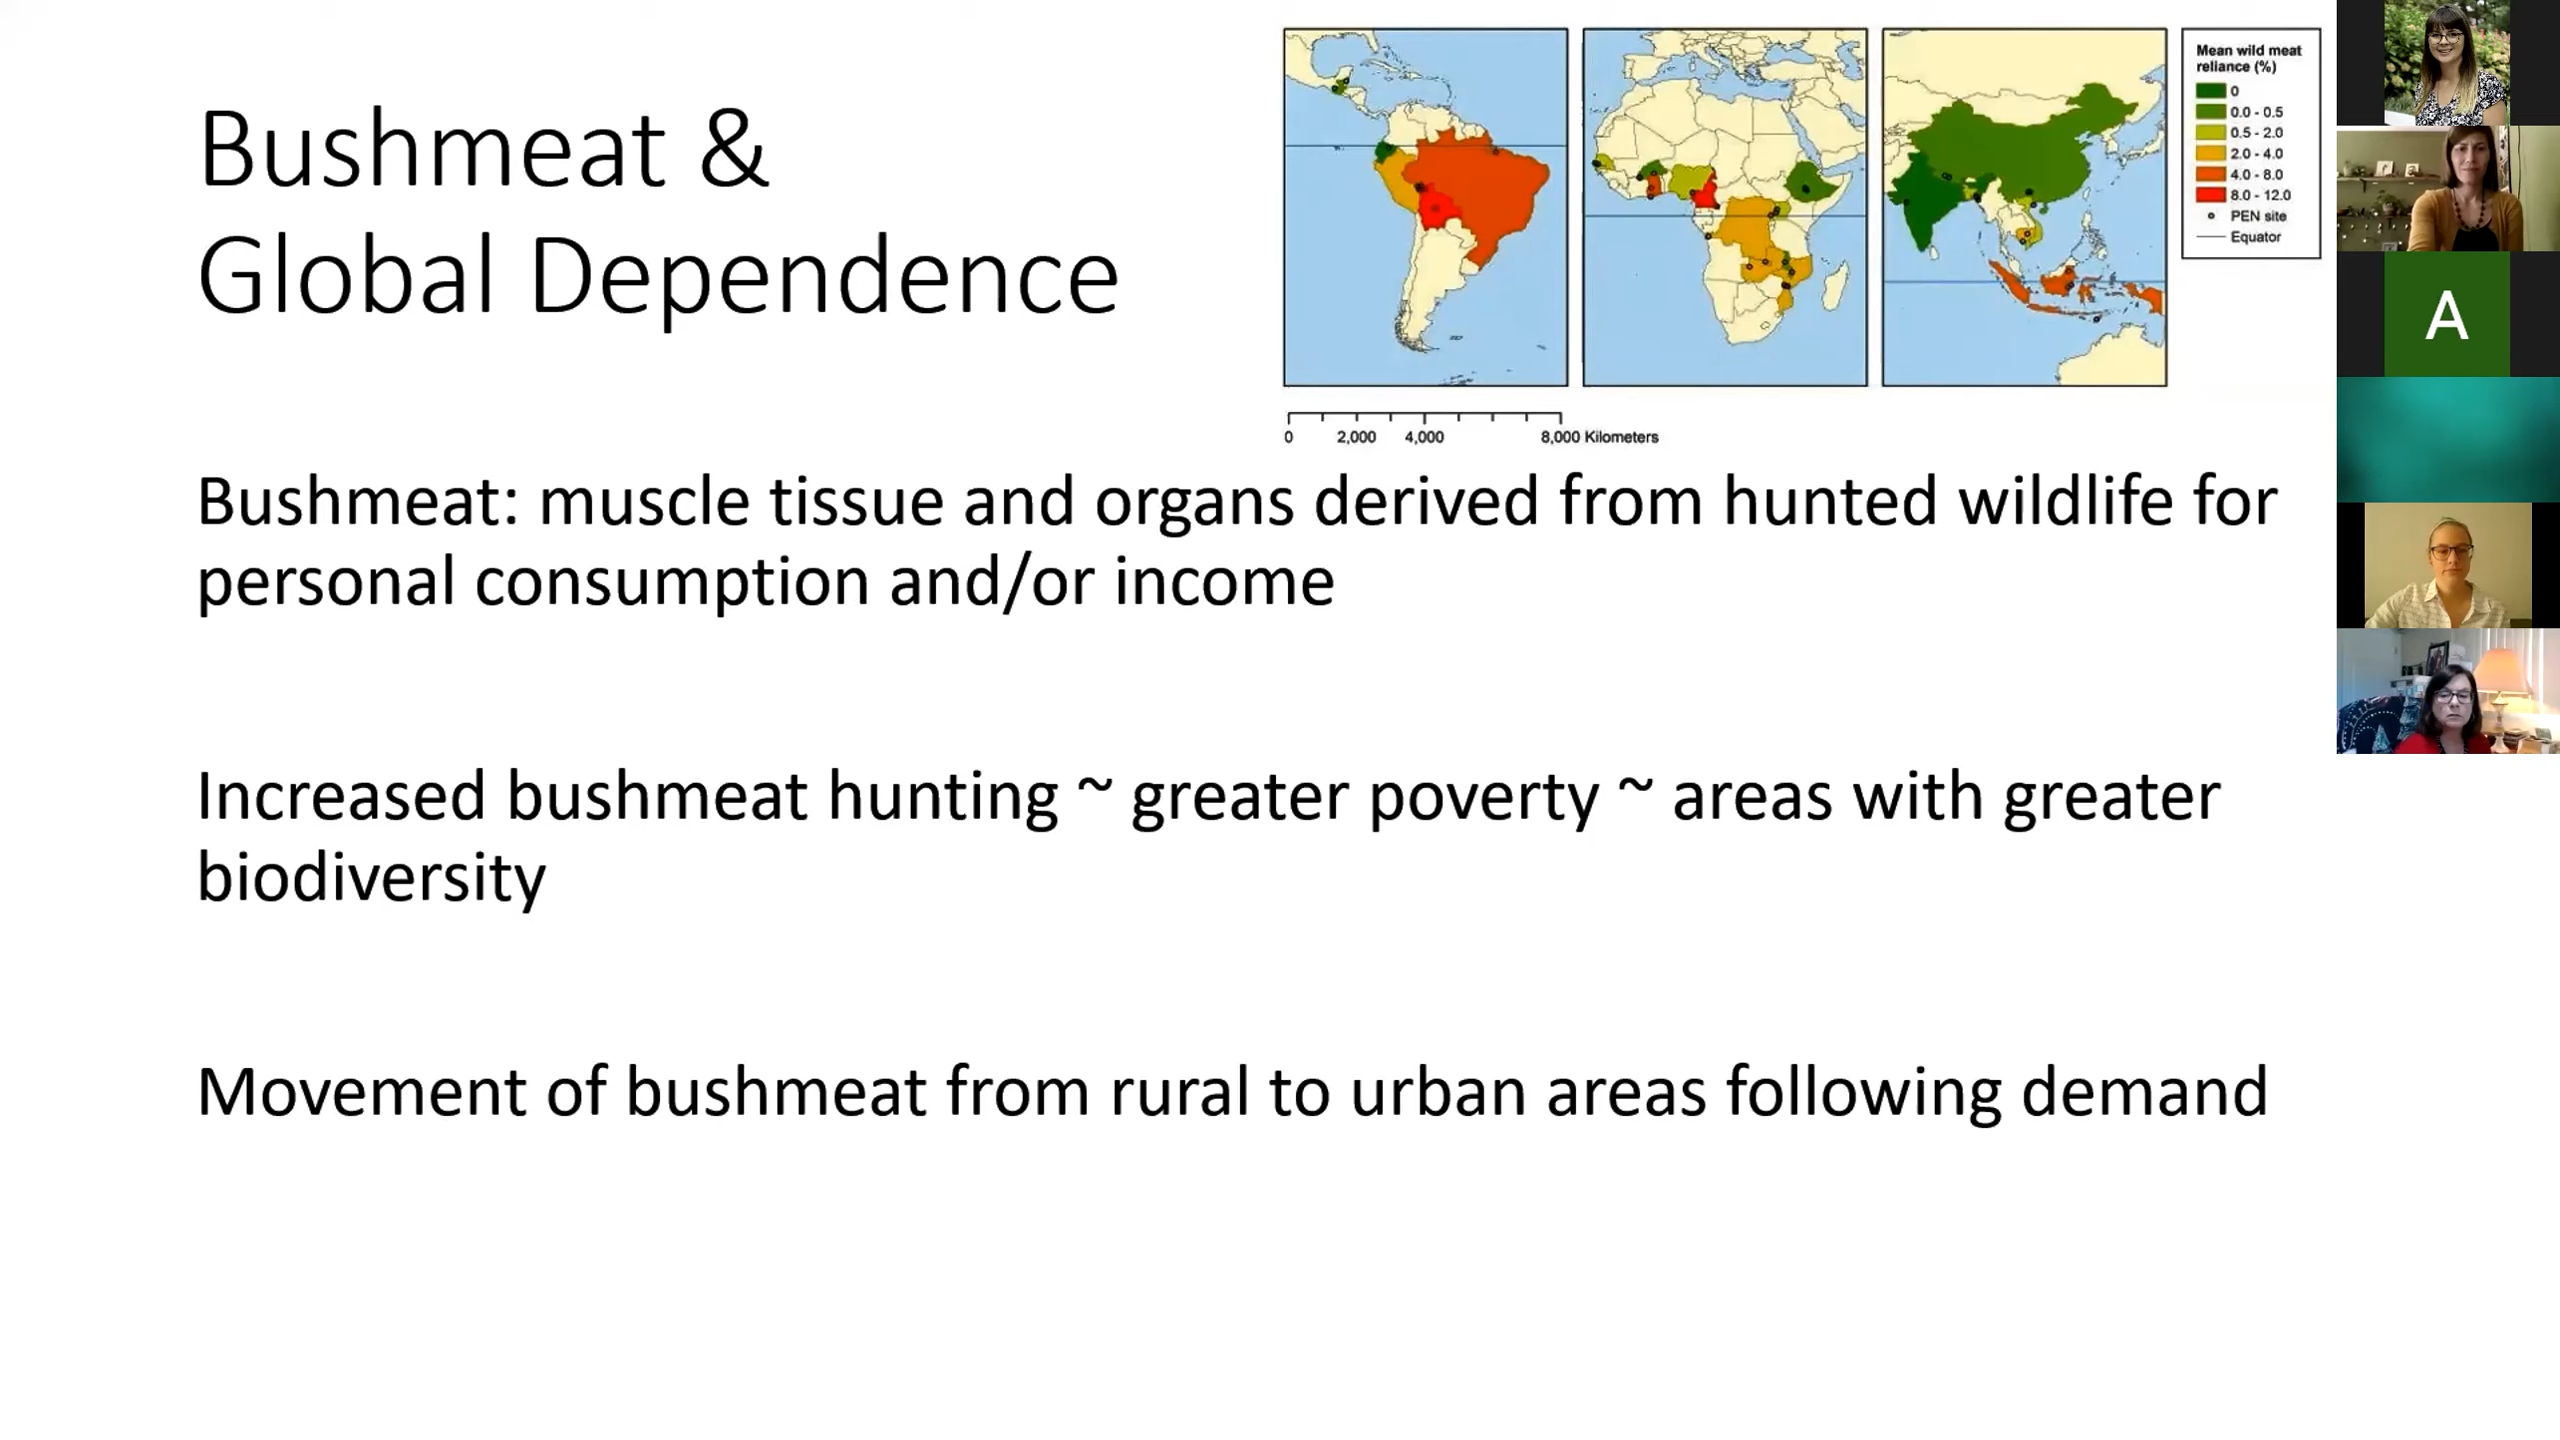 Bushmeat &
Global Dependence
Mean wild meat
reliance (%)
0
0.0 - 0.5
0.5 - 2.0
2.0 - 4.0
4.0 - 8.0
8.0 - 12.0
PEN site
Equator
0 2,000 4,000 8,000 Kilometers
Bushmeat: muscle tissue and organs derived from hunted wildlife for
personal consumption and/or income
Increased bushmeat hunting ~ greater poverty ~ areas with greater
biodiversity
Movement of bushmeat from rural to urban areas following demand
A